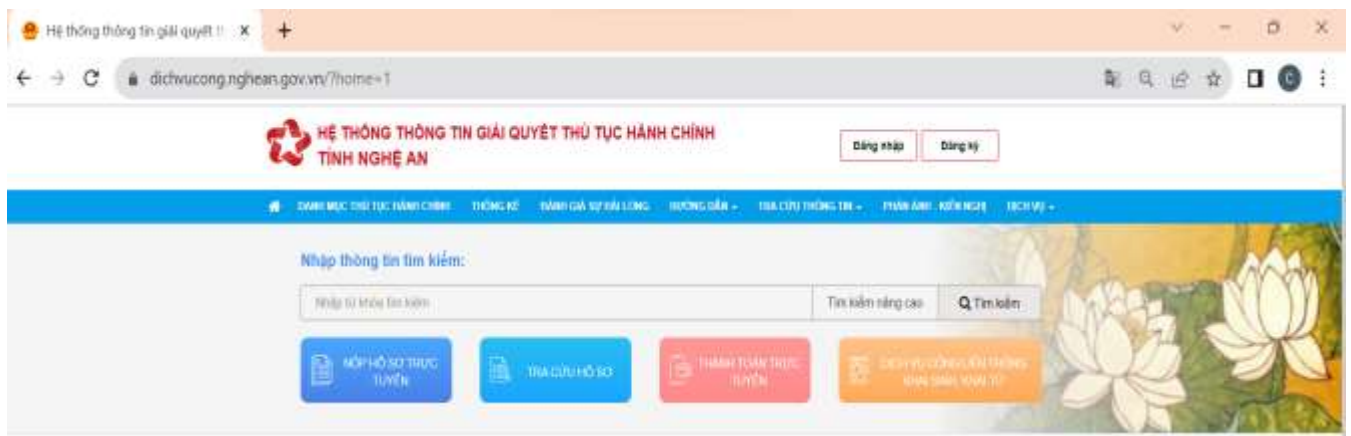 Hệ thống thông tin giải quyết t
dichvucong.nghean.gov.vn/?home=1
HỆ THỐNG THÔNG TIN GIẢI QUYẾT THỦ TỤC HÀNH CHÍNH
TỈNH NGHỆ AN
Đăng nhập Đăng ký
DANH MỤC THỦ TỤC HÀNH CHÍNH THỐNG KÊ ĐÁNH GIÁ SỰ HÀI LÒNG HƯỚNG DẪN TRA CỨU THÔNG TIN PHẢN ÁNH - KIẾN NGHỊ DỊCH VỤ
Nhập thông tin tìm kiếm:
Nhập từ khóa tìm kiếm Tìm kiếm nâng cao Tìm kiếm
NỘP HỒ SƠ TRỰC
TUYẾN
TRA CỨU HỒ SƠ
THANH TOÁN TRỰC
TUYẾN
DỊCH VỤ CÔNG LIÊN THÔNG
KHAI SINH, KHAI TỬ